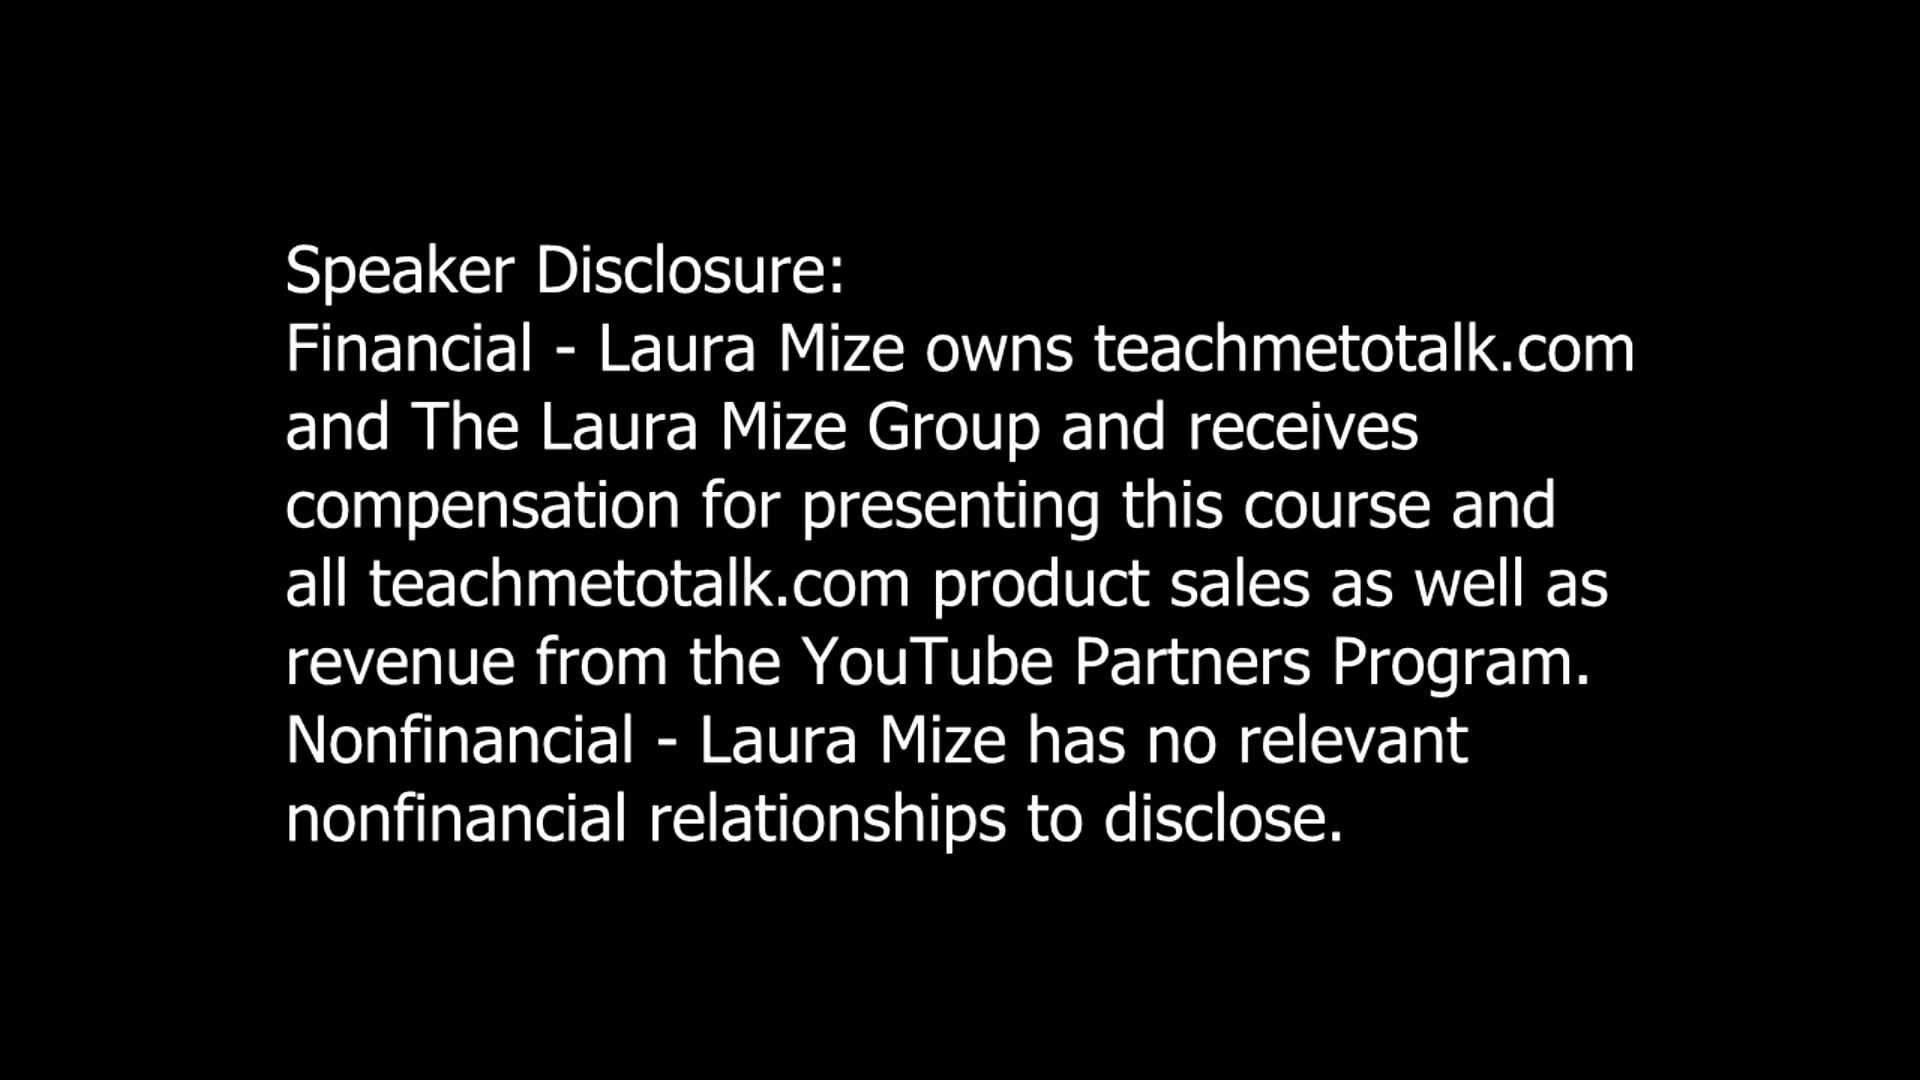 Speaker Disclosure:
Financial - Laura Mize owns teachmetotalk.com
and The Laura Mize Group and receives
compensation for presenting this course and
all teachmetotalk.com product sales as well as
revenue from the YouTube Partners Program.
Nonfinancial - Laura Mize has no relevant
nonfinancial relationships to disclose.